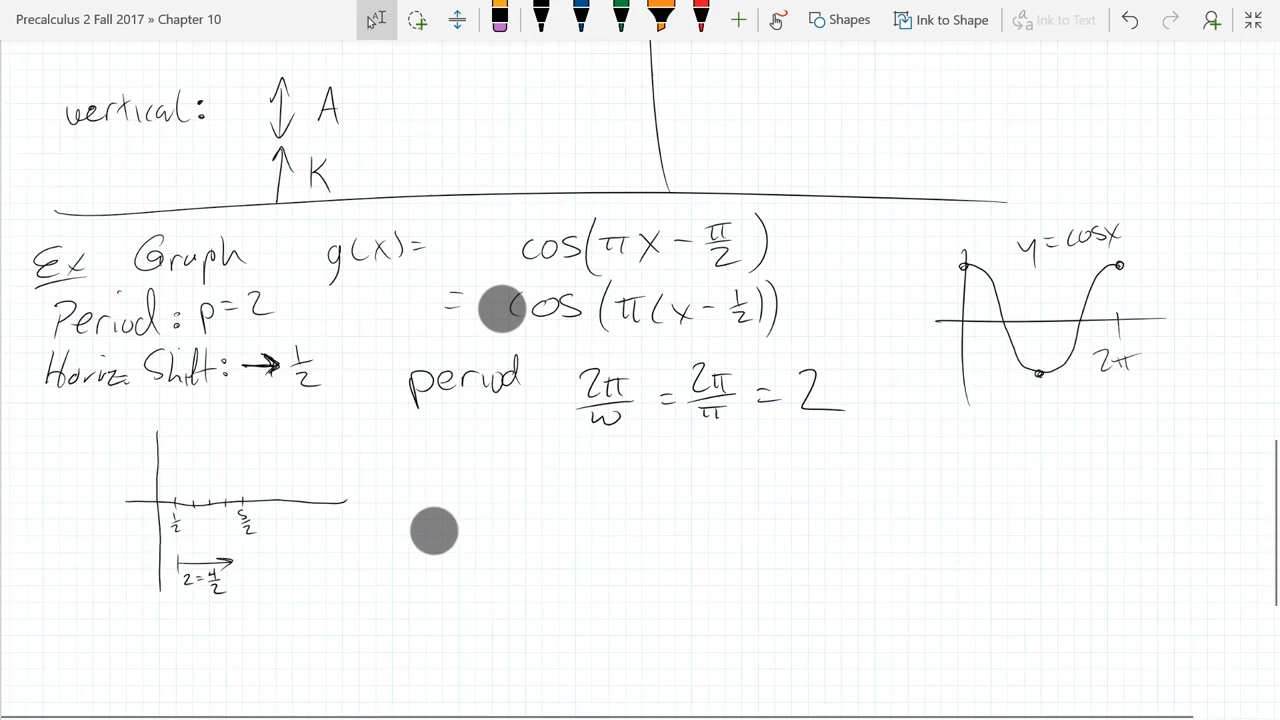 Precalculus 2 Fall 2017 » Chapter 10
Shapes
Ink to Shape
Ink to Text
vertical: ↕ A
↑ K
Ex Graph g(x)= cos(πx - π/2)
= cos(π(x - 1/2))
y = cosx
2π
Period: p=2
Horiz. Shift: → 1/2
period 2π/w = 2π/π = 2
1/2 5/2
2 = 4/2